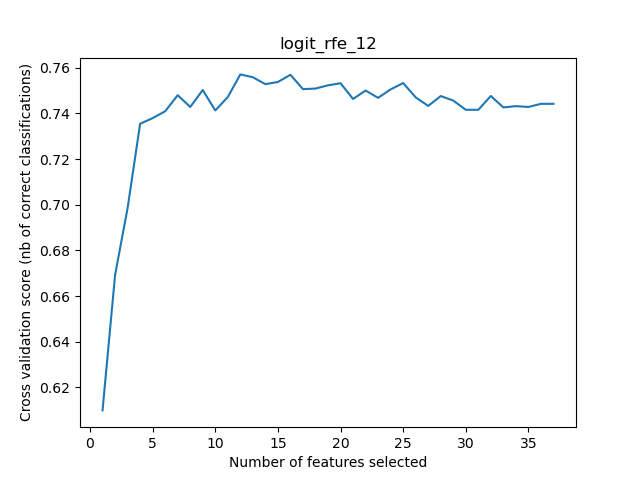 logit_rfe_12
Cross validation score (nb of correct classifications)
0.76
0.74
0.72
0.70
0.68
0.66
0.64
0.62
0 5 10 15 20 25 30 35
Number of features selected